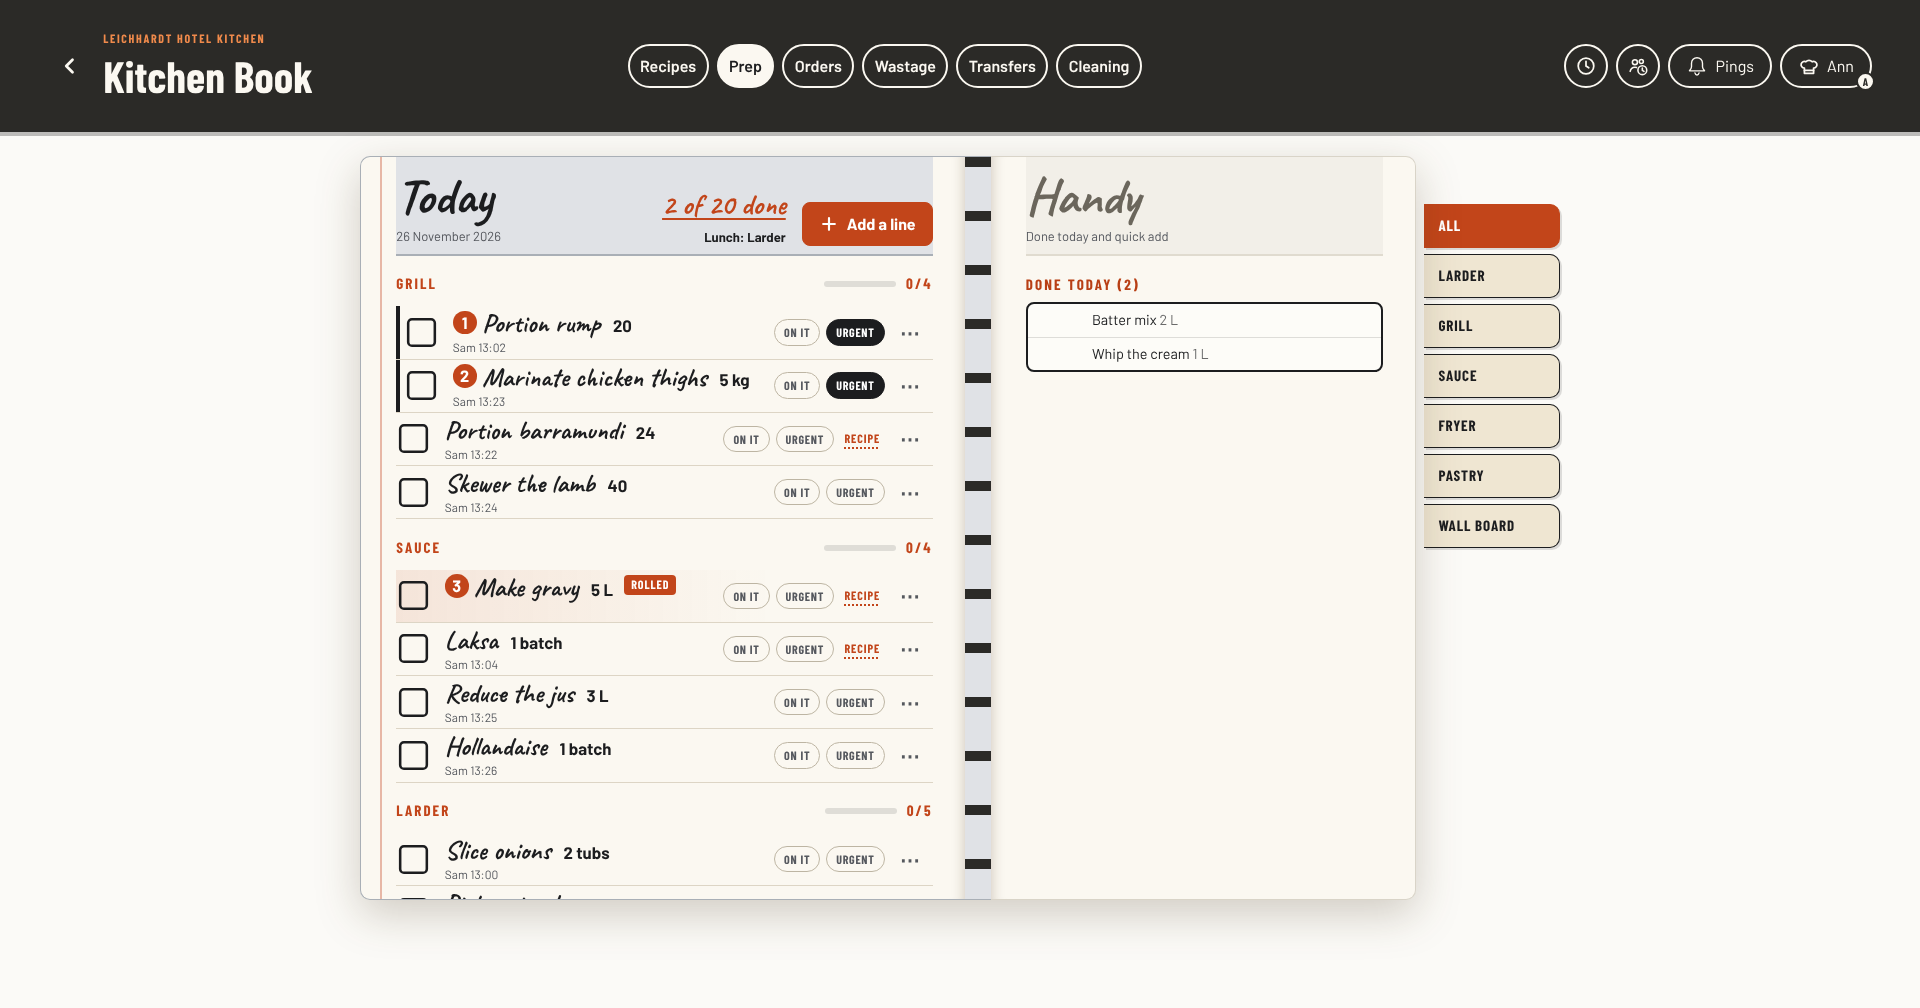 LEICHHARDT HOTEL KITCHEN
Kitchen Book
Recipes
Prep
Orders
Wastage
Transfers
Cleaning
Pings
Ann
A
Today
26 November 2026
2 of 20 done
Lunch: Larder
Add a line
GRILL 0/4
1 Portion rump 20 ON IT URGENT ...
Sam 13:02
2 Marinate chicken thighs 5 kg ON IT URGENT ...
Sam 13:23
Portion barramundi 24 ON IT URGENT RECIPE ...
Sam 13:22
Skewer the lamb 40 ON IT URGENT ...
Sam 13:24
SAUCE 0/4
3 Make gravy 5 L ROLLED ON IT URGENT RECIPE ...
Laksa 1 batch ON IT URGENT RECIPE ...
Sam 13:04
Reduce the jus 3 L ON IT URGENT ...
Sam 13:25
Hollandaise 1 batch ON IT URGENT ...
Sam 13:26
LARDER 0/5
Slice onions 2 tubs ON IT URGENT ...
Sam 13:00
Handy
Done today and quick add
DONE TODAY (2)
Batter mix 2 L
Whip the cream 1 L
ALL
LARDER
GRILL
SAUCE
FRYER
PASTRY
WALL BOARD